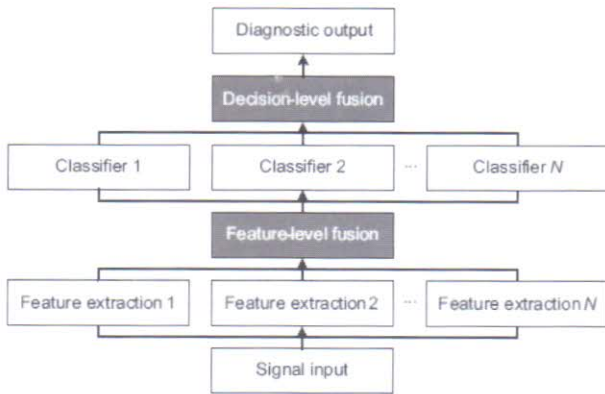 Diagnostic output
Decision-level fusion
Classifier 1
Classifier 2
...
Classifier N
Feature-level fusion
Feature extraction 1
Feature extraction 2
...
Feature extraction N
Signal input